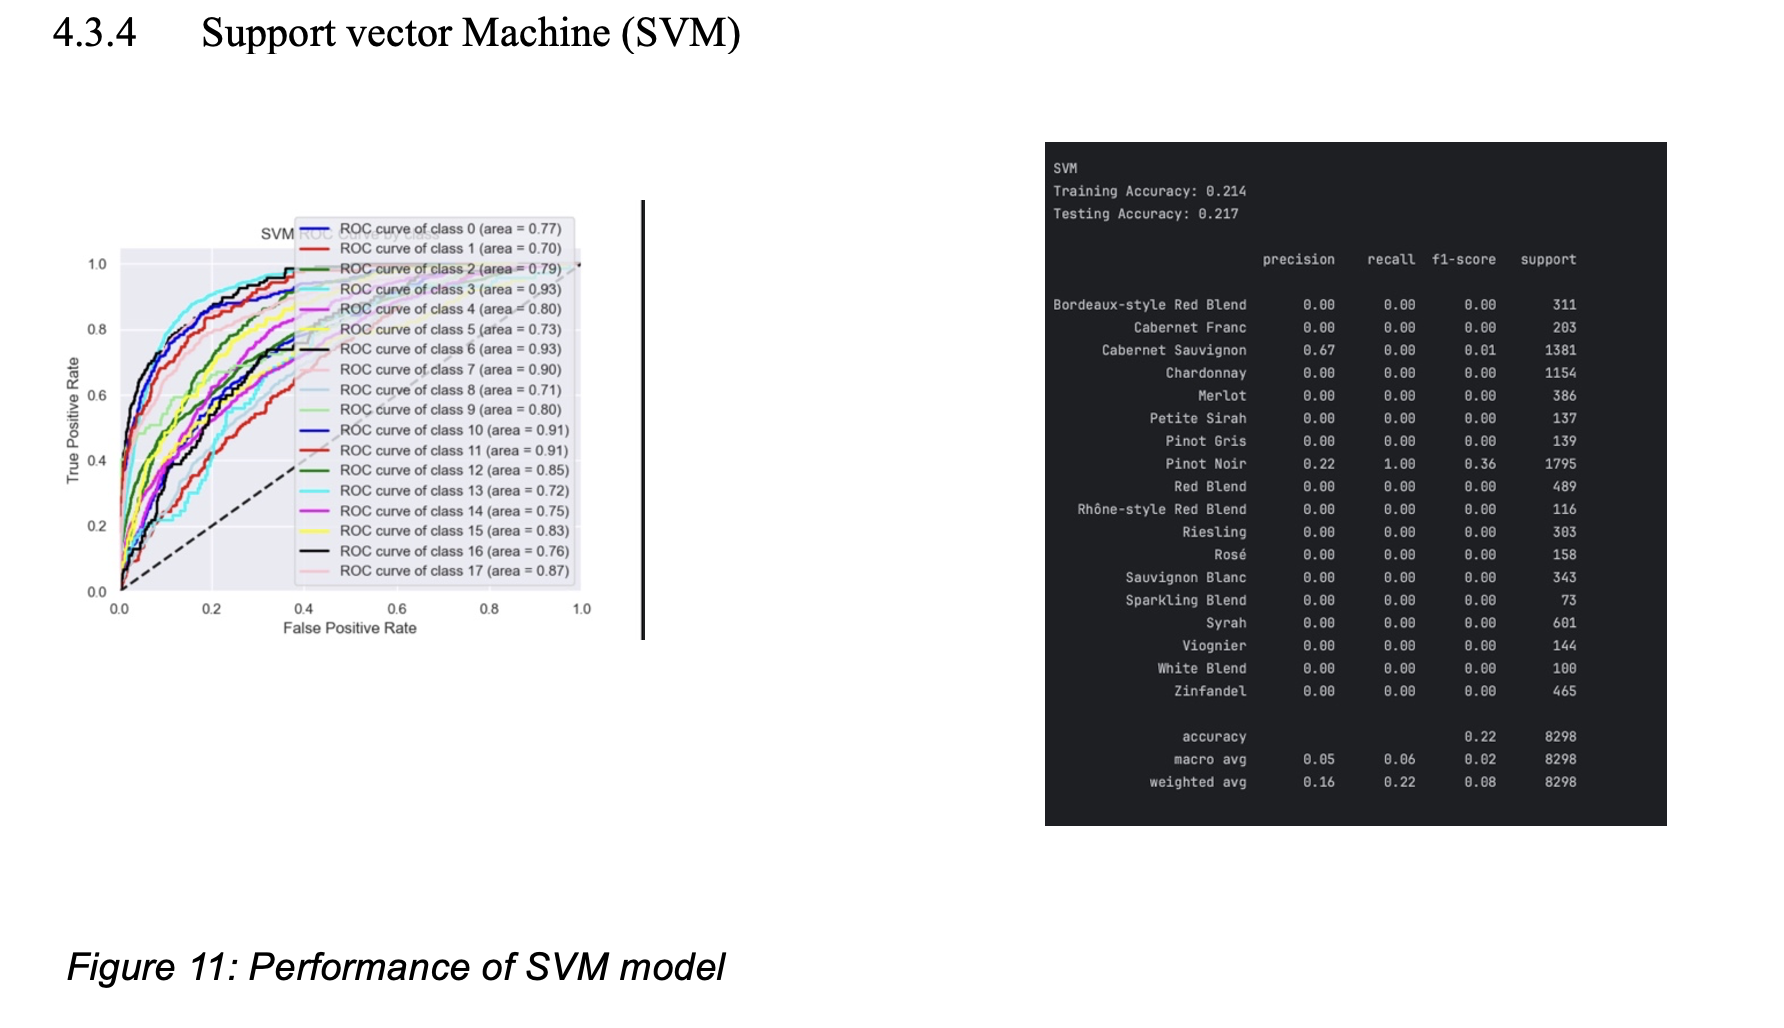 4.3.4 Support vector Machine (SVM)
SVM ROC Curve by class
ROC curve of class 0 (area = 0.77)
ROC curve of class 1 (area = 0.70)
ROC curve of class 2 (area = 0.79)
ROC curve of class 3 (area = 0.93)
ROC curve of class 4 (area = 0.80)
ROC curve of class 5 (area = 0.73)
ROC curve of class 6 (area = 0.93)
ROC curve of class 7 (area = 0.90)
ROC curve of class 8 (area = 0.71)
ROC curve of class 9 (area = 0.80)
ROC curve of class 10 (area = 0.91)
ROC curve of class 11 (area = 0.91)
ROC curve of class 12 (area = 0.85)
ROC curve of class 13 (area = 0.72)
ROC curve of class 14 (area = 0.75)
ROC curve of class 15 (area = 0.83)
ROC curve of class 16 (area = 0.76)
ROC curve of class 17 (area = 0.87)
True Positive Rate
1.0
0.8
0.6
0.4
0.2
0.0
0.0 0.2 0.4 0.6 0.8 1.0
False Positive Rate
SVM
Training Accuracy: 0.214
Testing Accuracy: 0.217
precision recall f1-score support
Bordeaux-style Red Blend 0.00 0.00 0.00 311
Cabernet Franc 0.00 0.00 0.00 203
Cabernet Sauvignon 0.67 0.00 0.01 1381
Chardonnay 0.00 0.00 0.00 1154
Merlot 0.00 0.00 0.00 386
Petite Sirah 0.00 0.00 0.00 137
Pinot Gris 0.00 0.00 0.00 139
Pinot Noir 0.22 1.00 0.36 1795
Red Blend 0.00 0.00 0.00 489
Rhône-style Red Blend 0.00 0.00 0.00 116
Riesling 0.00 0.00 0.00 303
Rosé 0.00 0.00 0.00 158
Sauvignon Blanc 0.00 0.00 0.00 343
Sparkling Blend 0.00 0.00 0.00 73
Syrah 0.00 0.00 0.00 601
Viognier 0.00 0.00 0.00 144
White Blend 0.00 0.00 0.00 100
Zinfandel 0.00 0.00 0.00 465
accuracy 0.22 8298
macro avg 0.05 0.06 0.02 8298
weighted avg 0.16 0.22 0.08 8298
Figure 11: Performance of SVM model